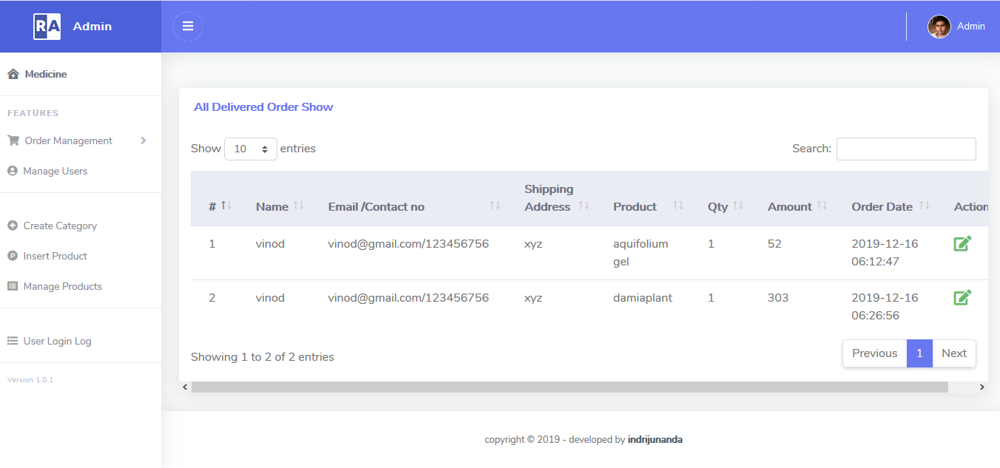 RA Admin
Admin
Medicine
FEATURES
Order Management
Manage Users
Create Category
Insert Product
Manage Products
User Login Log
Version 1.0.1
All Delivered Order Show
Show 10 entries
Search:
# Name Email /Contact no Shipping Address Product Qty Amount Order Date Action
1 vinod vinod@gmail.com/123456756 xyz aquifolium gel 1 52 2019-12-16 06:12:47
2 vinod vinod@gmail.com/123456756 xyz damiaplant 1 303 2019-12-16 06:26:56
Showing 1 to 2 of 2 entries
Previous 1 Next
copyright © 2019 - developed by indrijunanda